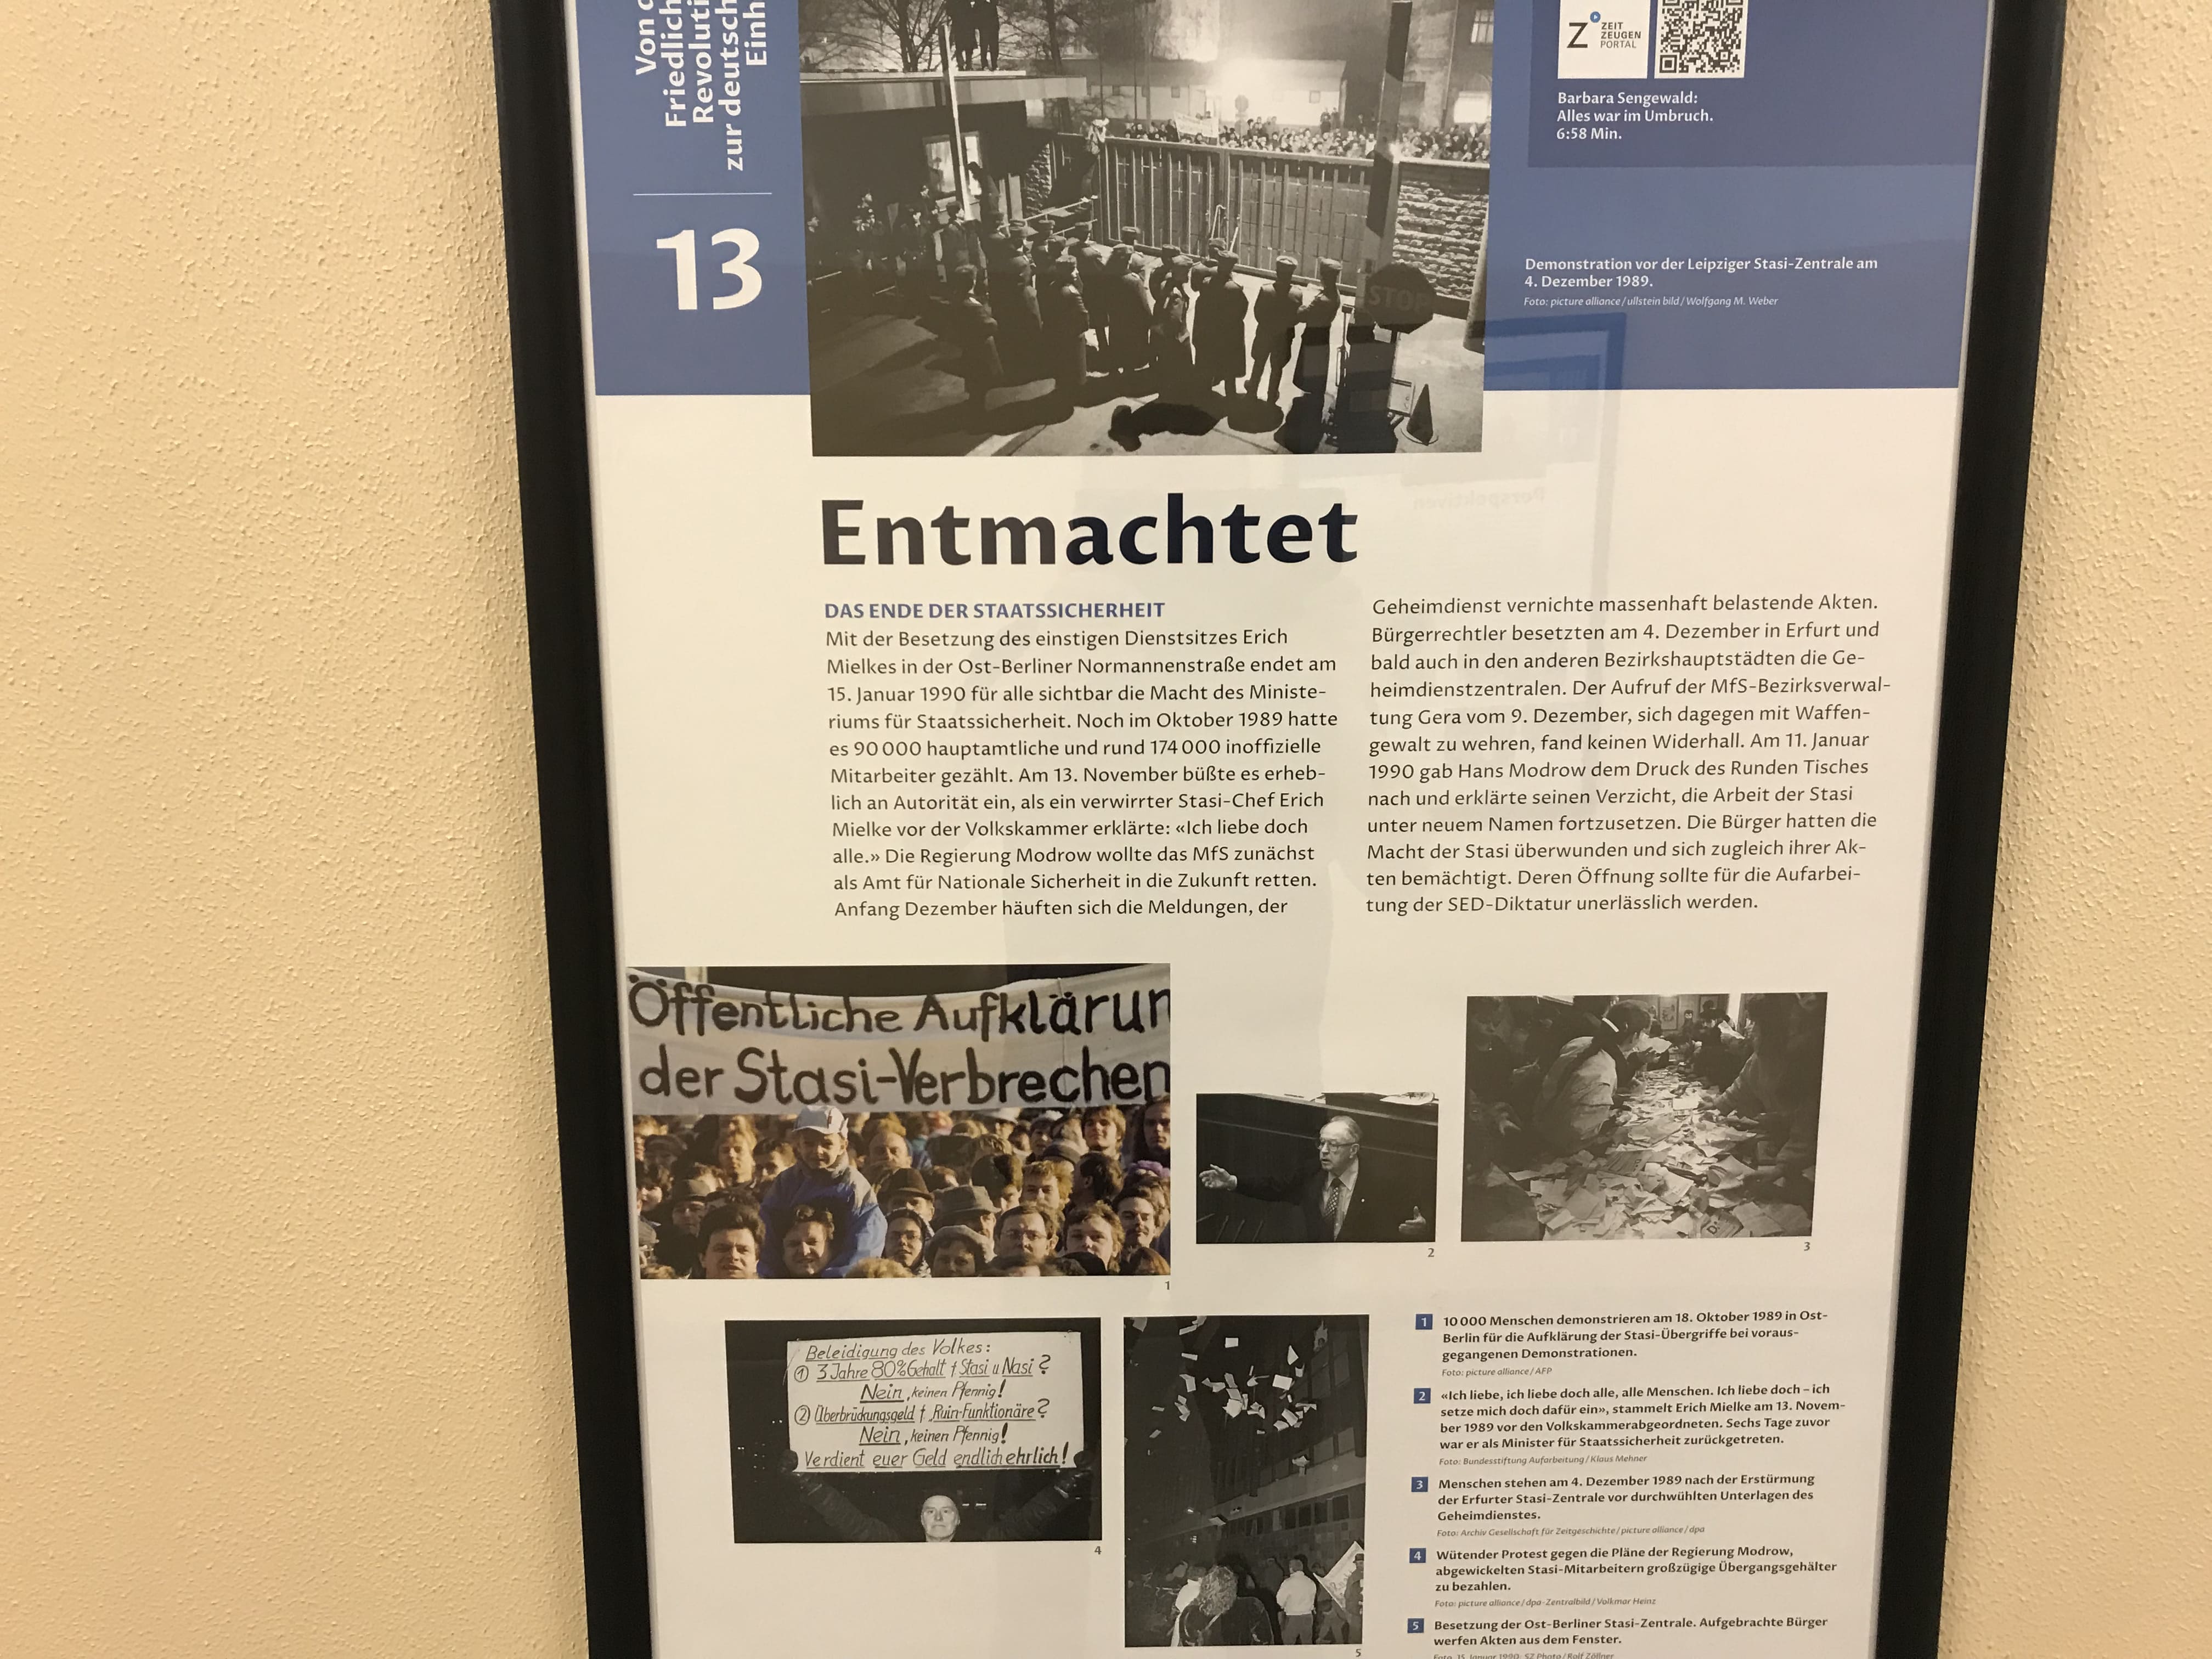 Von d
Friedlich
Revoluti
zur deutsch
Einh
13
Z
ZEIT
ZEUGEN
PORTAL
Barbara Sengewald:
Alles war im Umbruch.
6:58 Min.
STOP
Demonstration vor der Leipziger Stasi-Zentrale am
4. Dezember 1989.
Foto: picture alliance / ullstein bild / Wolfgang M. Weber
Entmachtet
DAS ENDE DER STAATSSICHERHEIT
Mit der Besetzung des einstigen Dienstsitzes Erich
Mielkes in der Ost-Berliner Normannenstraße endet am
15. Januar 1990 für alle sichtbar die Macht des Ministe-
riums für Staatssicherheit. Noch im Oktober 1989 hatte
es 90 000 hauptamtliche und rund 174 000 inoffizielle
Mitarbeiter gezählt. Am 13. November büßte es erheb-
lich an Autorität ein, als ein verwirrter Stasi-Chef Erich
Mielke vor der Volkskammer erklärte: «Ich liebe doch
alle.» Die Regierung Modrow wollte das MfS zunächst
als Amt für Nationale Sicherheit in die Zukunft retten.
Anfang Dezember häuften sich die Meldungen, der
Geheimdienst vernichte massenhaft belastende Akten.
Bürgerrechtler besetzten am 4. Dezember in Erfurt und
bald auch in den anderen Bezirkshauptstädten die Ge-
heimdienstzentralen. Der Aufruf der MfS-Bezirksverwal-
tung Gera vom 9. Dezember, sich dagegen mit Waffen-
gewalt zu wehren, fand keinen Widerhall. Am 11. Januar
1990 gab Hans Modrow dem Druck des Runden Tisches
nach und erklärte seinen Verzicht, die Arbeit der Stasi
unter neuem Namen fortzusetzen. Die Bürger hatten die
Macht der Stasi überwunden und sich zugleich ihrer Ak-
ten bemächtigt. Deren Öffnung sollte für die Aufarbei-
tung der SED-Diktatur unerlässlich werden.
Öffentliche Aufklärun
der Stasi-Verbrechen
1
2
3
Beleidigung des Volkes:
① 3 Jahre 80% Gehalt f Stasi u Nasi?
Nein, keinen Pfennig!
② Überbrückungsgeld f Ruin-Funktionäre?
Nein, keinen Pfennig!
Verdient euer Geld endlich ehrlich!
4
5
1 10 000 Menschen demonstrieren am 18. Oktober 1989 in Ost-
Berlin für die Aufklärung der Stasi-Übergriffe bei voraus-
gegangenen Demonstrationen.
Foto: picture alliance / AFP
2 «Ich liebe, ich liebe doch alle, alle Menschen. Ich liebe doch – ich
setze mich doch dafür ein», stammelt Erich Mielke am 13. Novem-
ber 1989 vor den Volkskammerabgeordneten. Sechs Tage zuvor
war er als Minister für Staatssicherheit zurückgetreten.
Foto: Bundesstiftung Aufarbeitung / Klaus Mehner
3 Menschen stehen am 4. Dezember 1989 nach der Erstürmung
der Erfurter Stasi-Zentrale vor durchwühlten Unterlagen des
Geheimdienstes.
Foto: Archiv Gesellschaft für Zeitgeschichte / picture alliance / dpa
4 Wütender Protest gegen die Pläne der Regierung Modrow,
abgewickelten Stasi-Mitarbeitern großzügige Übergangsgehälter
zu bezahlen.
Foto: picture alliance / dpa-Zentralbild / Volkmar Heinz
5 Besetzung der Ost-Berliner Stasi-Zentrale. Aufgebrachte Bürger
werfen Akten aus dem Fenster.
Foto, 15. Januar 1990: SZ Photo / Rolf Zöllner